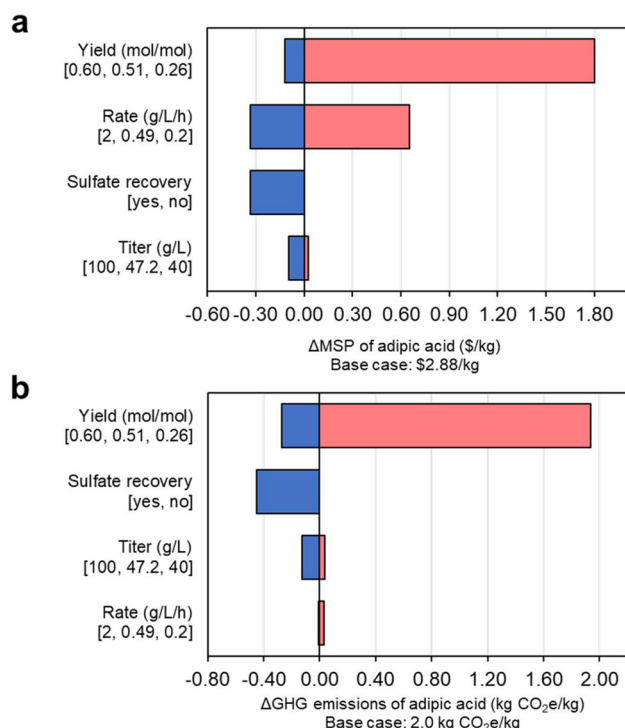 a
Yield (mol/mol)
[0.60, 0.51, 0.26]
Rate (g/L/h)
[2, 0.49, 0.2]
Sulfate recovery
[yes, no]
Titer (g/L)
[100, 47.2, 40]
-0.60 -0.30 0.00 0.30 0.60 0.90 1.20 1.50 1.80
ΔMSP of adipic acid ($/kg)
Base case: $2.88/kg
b
Yield (mol/mol)
[0.60, 0.51, 0.26]
Sulfate recovery
[yes, no]
Titer (g/L)
[100, 47.2, 40]
Rate (g/L/h)
[2, 0.49, 0.2]
-0.80 -0.40 0.00 0.40 0.80 1.20 1.60 2.00
ΔGHG emissions of adipic acid (kg CO₂e/kg)
Base case: 2.0 kg CO₂e/kg